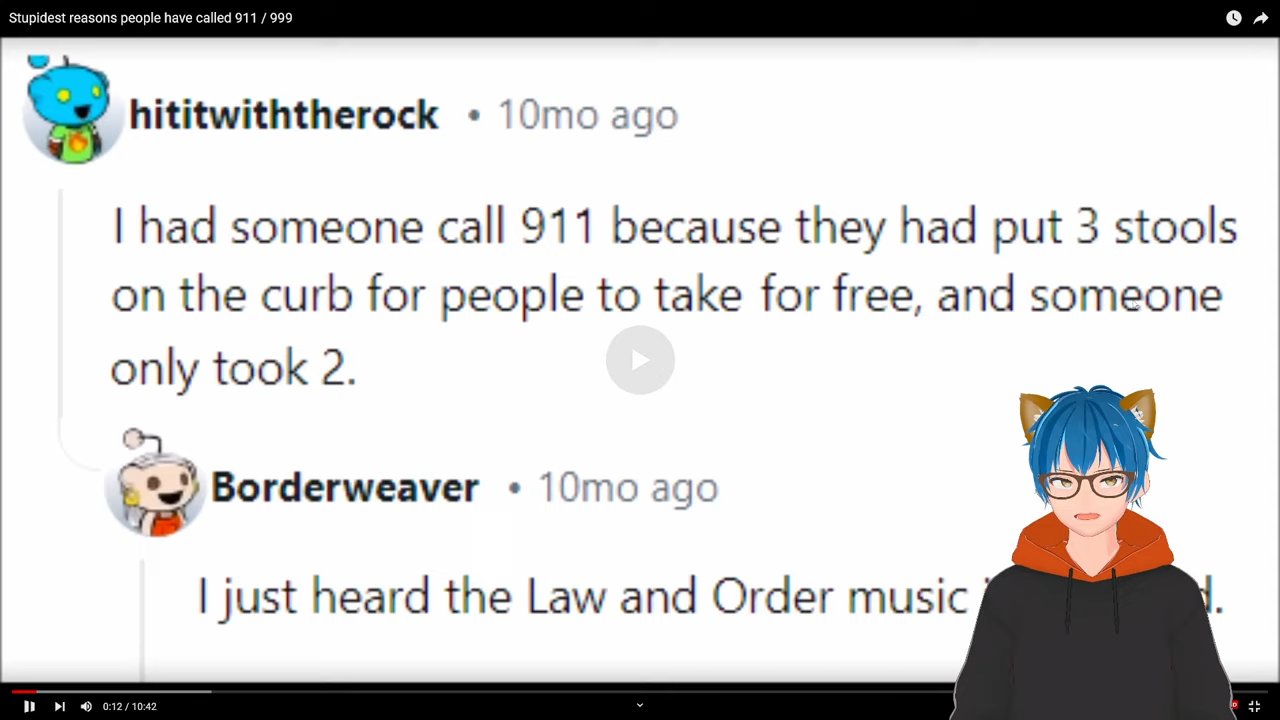 Stupidest reasons people have called 911 / 999
hititwiththerock • 10mo ago
I had someone call 911 because they had put 3 stools
on the curb for people to take for free, and someone
only took 2.
Borderweaver • 10mo ago
I just heard the Law and Order music d.
0:12 / 10:42